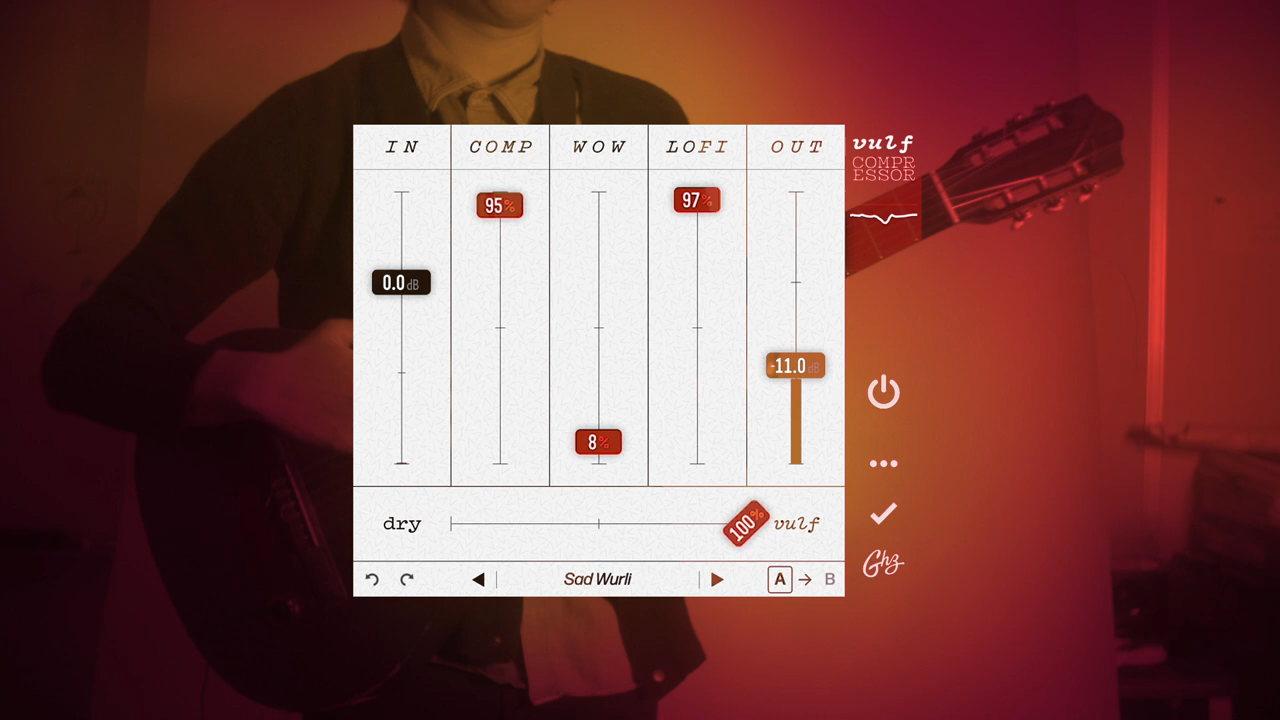 IN COMP WOW LOFI OUT
vulf
COMPR
ESSOR
95%
97%
0.0 dB
-11.0 dB
8%
dry
100%
vulf
Sad Wurli
A → B
Ghz